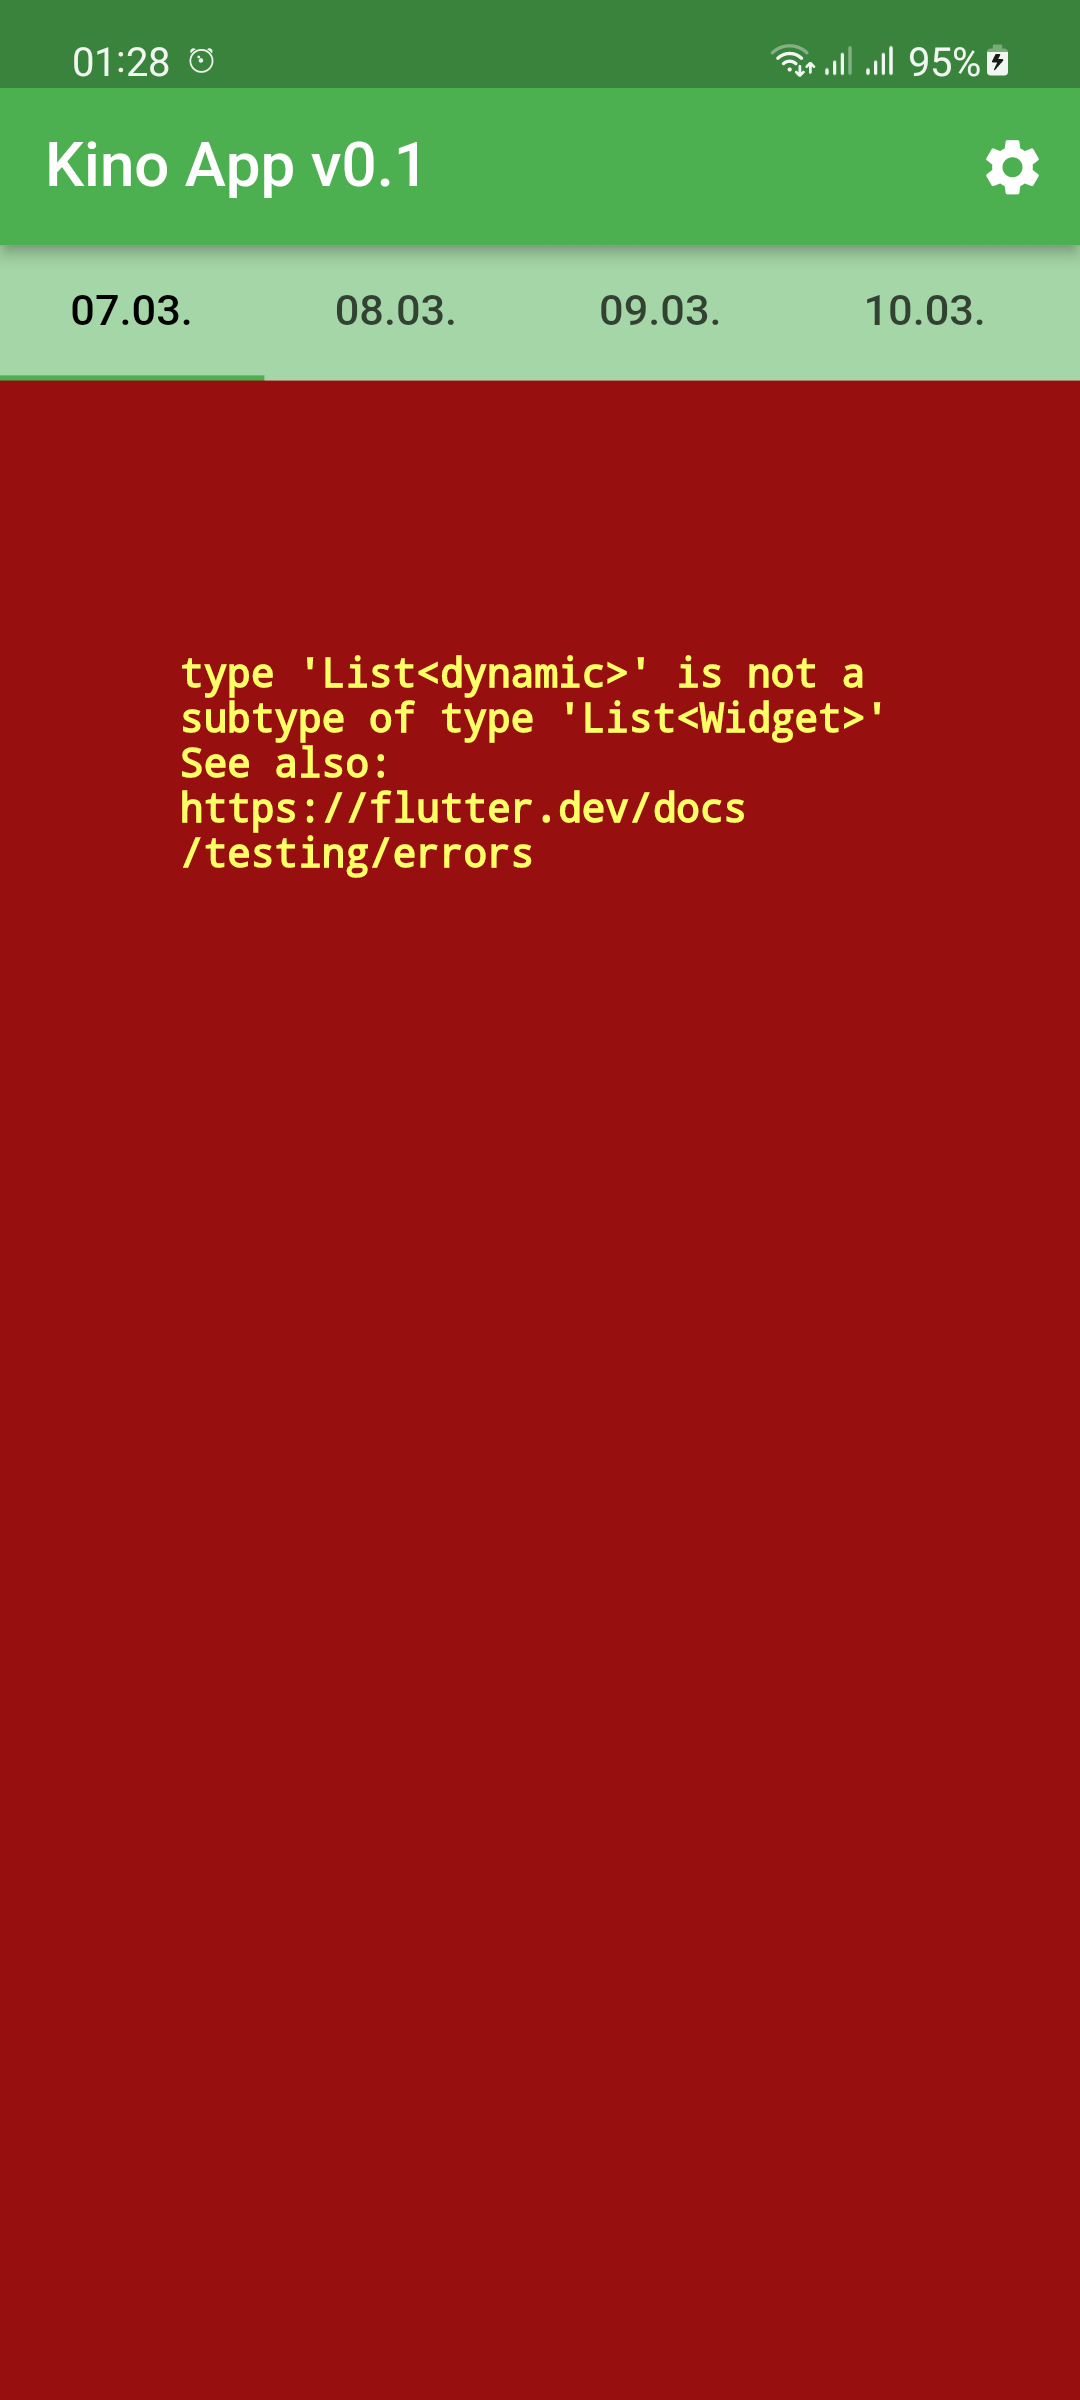 01:28 95%
Kino App v0.1
07.03. 08.03. 09.03. 10.03.
type 'List<dynamic>' is not a
subtype of type 'List<Widget>'
See also:
https://flutter.dev/docs
/testing/errors